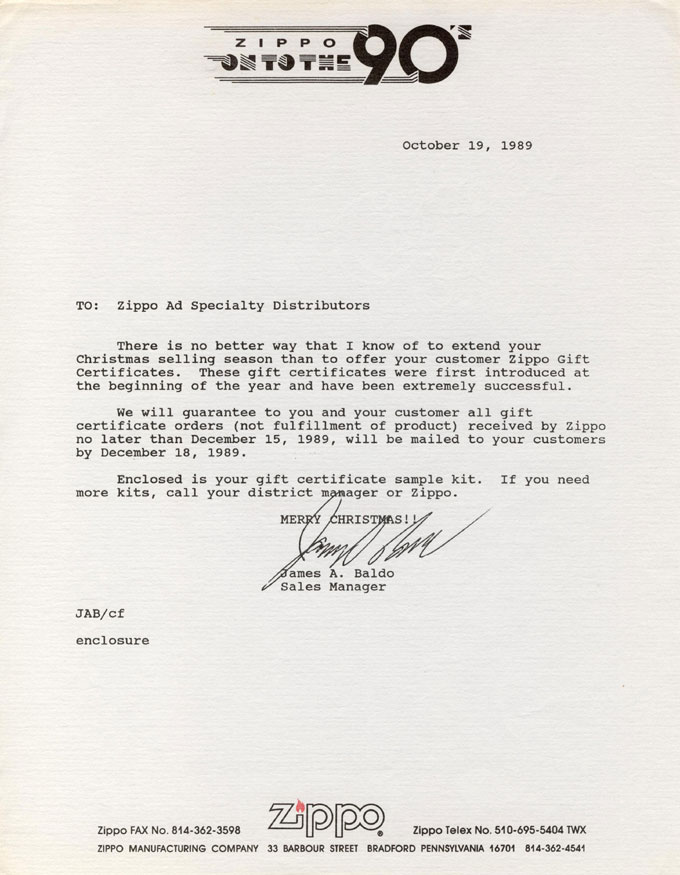 ZIPPO
ON TO THE 90's
October 19, 1989
TO:  Zippo Ad Specialty Distributors
There is no better way that I know of to extend your
Christmas selling season than to offer your customer Zippo Gift
Certificates.  These gift certificates were first introduced at
the beginning of the year and have been extremely successful.
We will guarantee to you and your customer all gift
certificate orders (not fulfillment of product) received by Zippo
no later than December 15, 1989, will be mailed to your customers
by December 18, 1989.
Enclosed is your gift certificate sample kit.  If you need
more kits, call your district manager or Zippo.
MERRY CHRISTMAS!!
James A. Baldo
Sales Manager
JAB/cf
enclosure
Zippo®
Zippo FAX No. 814-362-3598
Zippo Telex No. 510-695-5404 TWX
ZIPPO MANUFACTURING COMPANY  33 BARBOUR STREET  BRADFORD PENNSYLVANIA 16701  814-362-4541